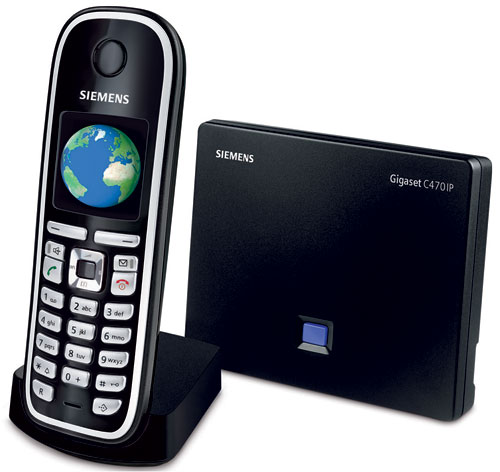 SIEMENS
1
2 abc
3 def
4 ghi
5 jkl
6 mno
7 pqrs
8 tuv
9 wxyz
*
0 +
#
R
SIEMENS
Gigaset C470IP